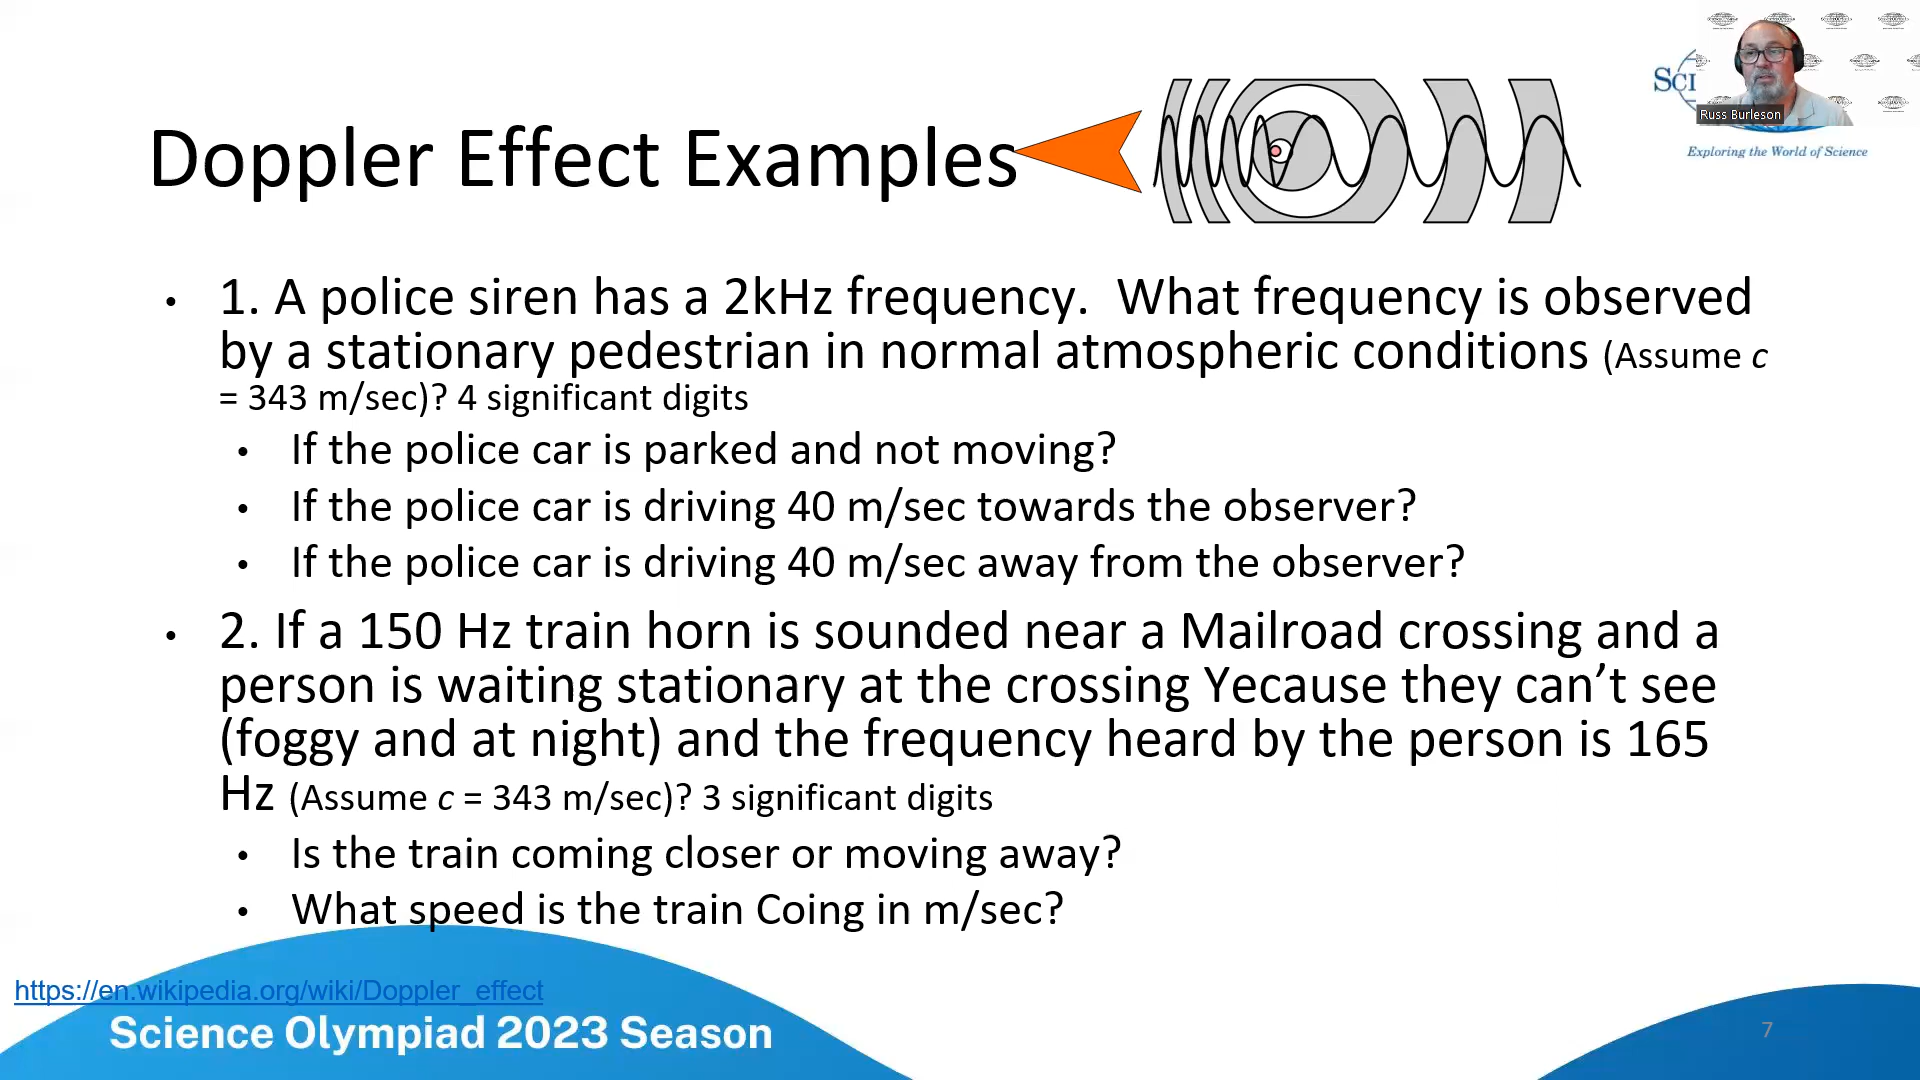 Doppler Effect Examples
Sci
Russ Burleson
Exploring the World of Science
• 1. A police siren has a 2kHz frequency.  What frequency is observed
by a stationary pedestrian in normal atmospheric conditions (Assume c
= 343 m/sec)? 4 significant digits
• If the police car is parked and not moving?
• If the police car is driving 40 m/sec towards the observer?
• If the police car is driving 40 m/sec away from the observer?
• 2. If a 150 Hz train horn is sounded near a Mailroad crossing and a
person is waiting stationary at the crossing Yecause they can’t see
(foggy and at night) and the frequency heard by the person is 165
Hz (Assume c = 343 m/sec)? 3 significant digits
• Is the train coming closer or moving away?
• What speed is the train Coing in m/sec?
https://en.wikipedia.org/wiki/Doppler_effect
Science Olympiad 2023 Season
7